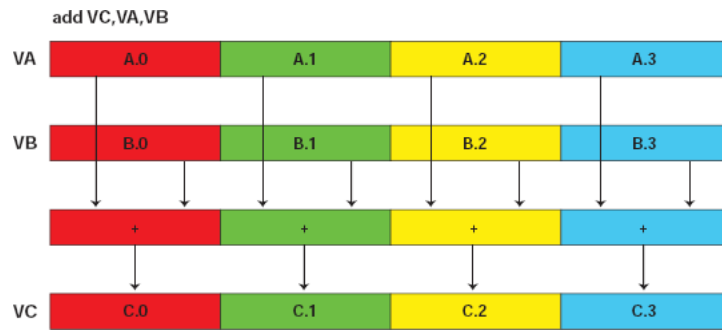 add VC,VA,VB
VA A.0 A.1 A.2 A.3
VB B.0 B.1 B.2 B.3
+ + + +
VC C.0 C.1 C.2 C.3